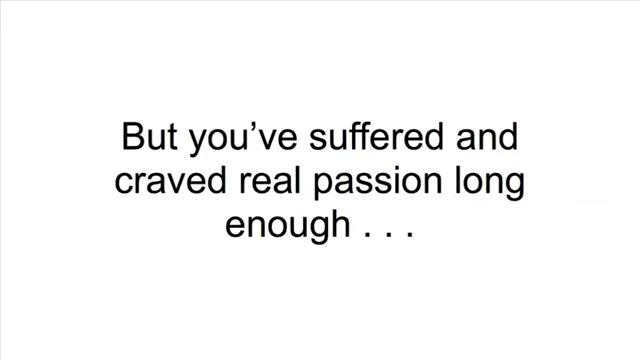 But you’ve suffered and
craved real passion long
enough . . .